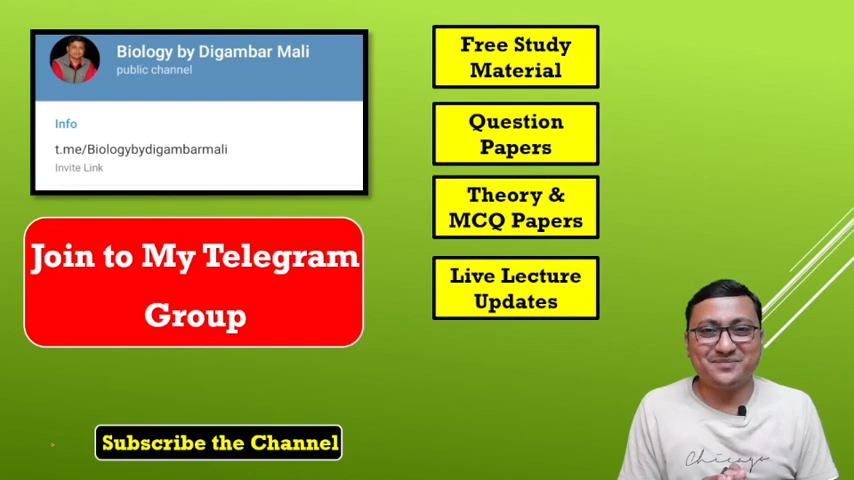 Biology by Digambar Mali
public channel
Info
t.me/Biologybydigambarmali
Invite Link
Join to My Telegram
Group
Subscribe the Channel
Free Study
Material
Question
Papers
Theory &
MCQ Papers
Live Lecture
Updates
Chicago